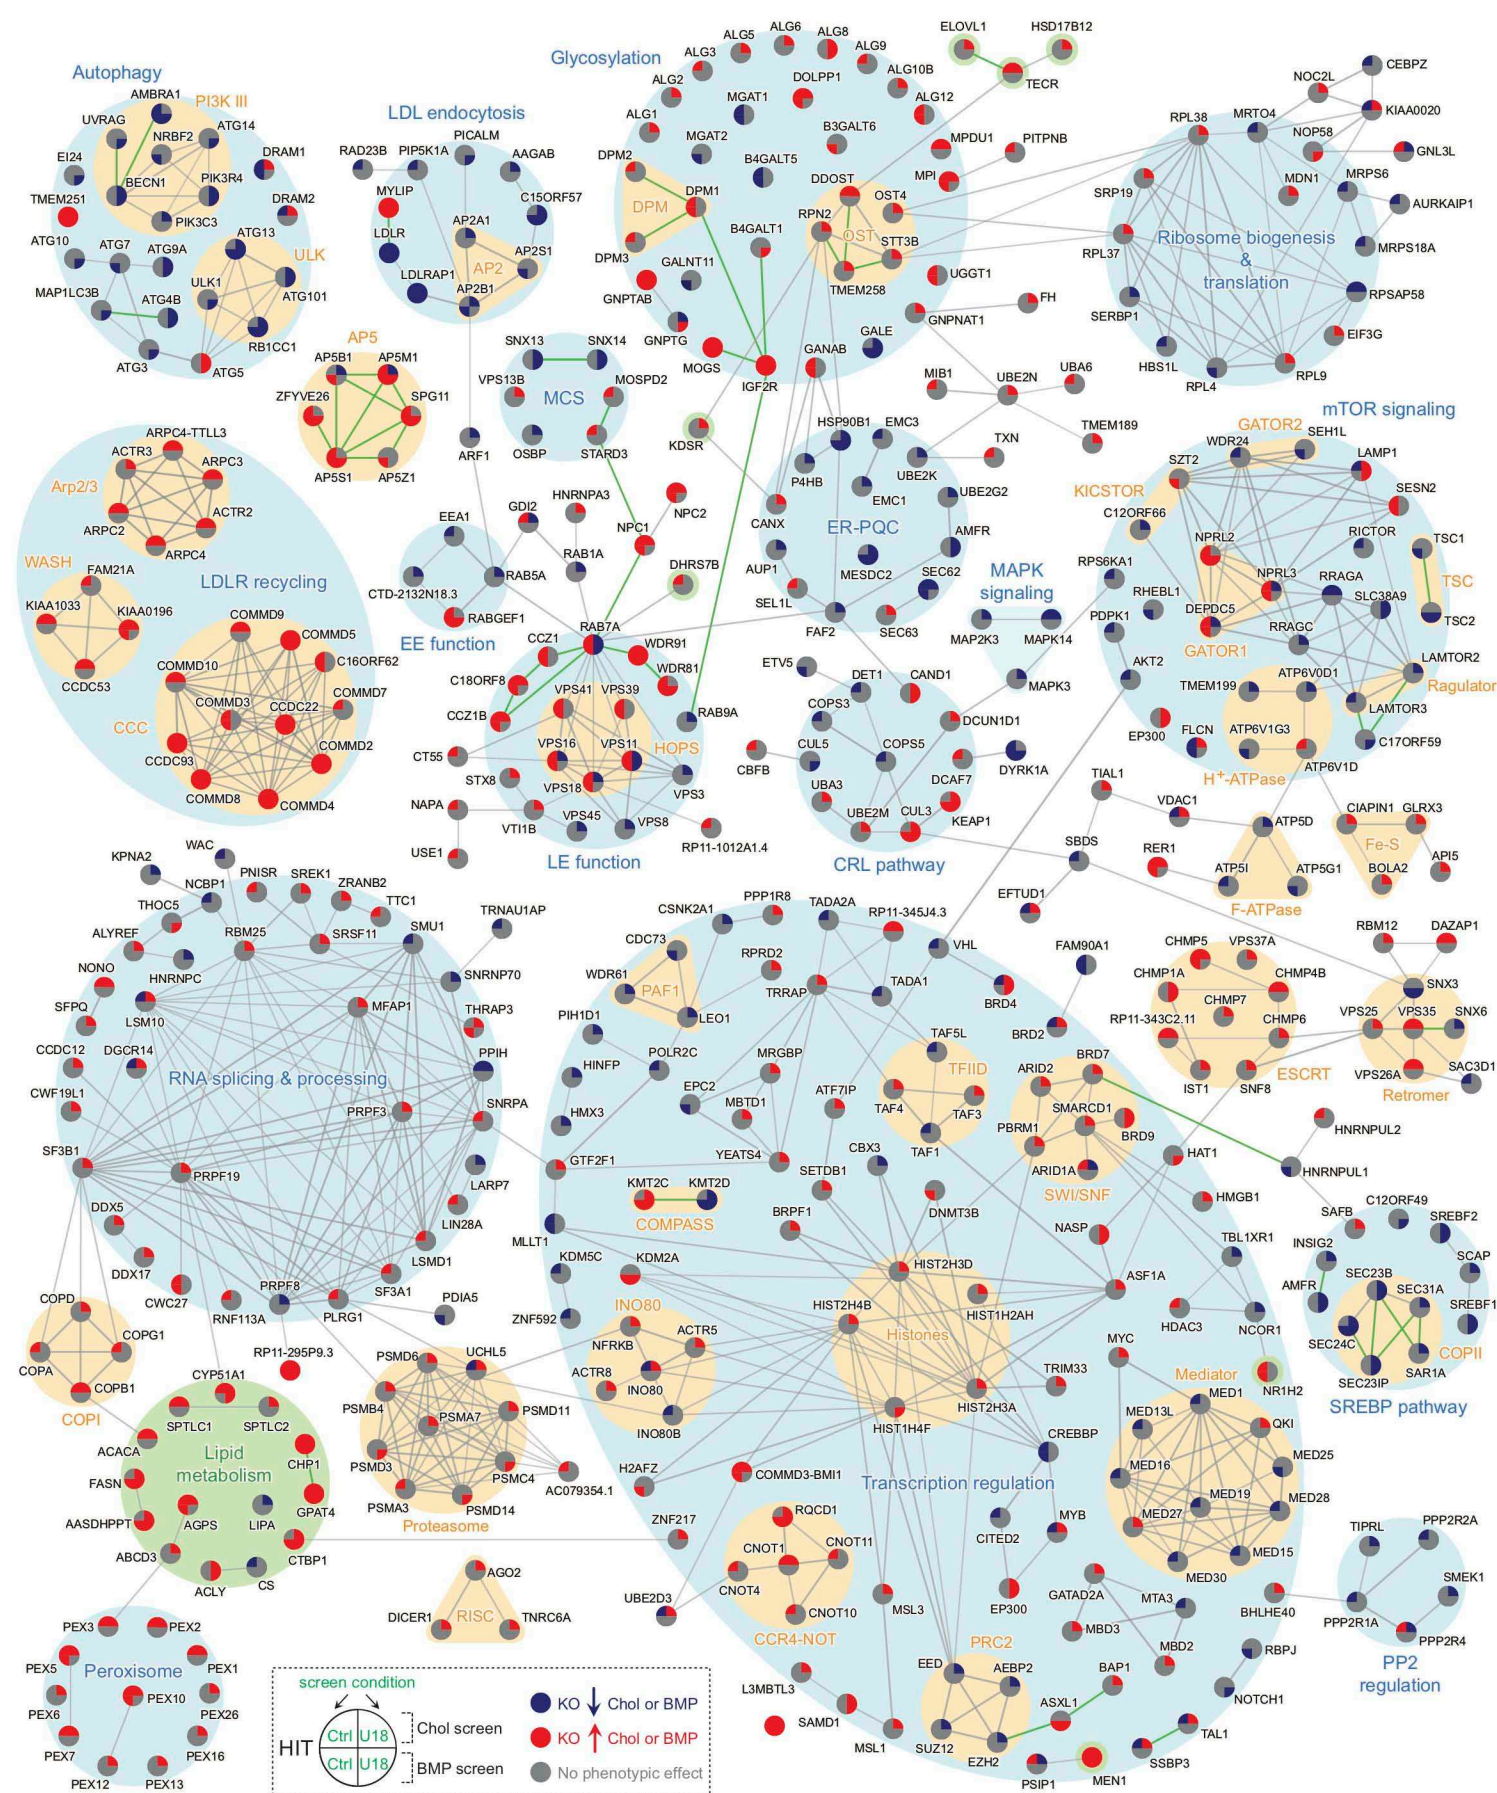 Autophagy
PI3K III
AMBRA1
UVRAG
NRBF2
ATG14
EI24
DRAM1
BECN1
PIK3R4
TMEM251
PIK3C3
DRAM2
ATG10
ATG7
ATG9A
ATG13
ULK
ULK1
ATG101
MAP1LC3B
ATG4B
RB1CC1
ATG3
ATG5
LDL endocytosis
PICALM
RAD23B
PIP5K1A
AAGAB
MYLIP
C15ORF57
LDLR
AP2A1
AP2S1
LDLRAP1
AP2
AP2B1
Glycosylation
ALG6
ALG5
ALG8
ALG3
ALG9
ALG2
DOLPP1
ALG10B
MGAT1
ALG12
ALG1
B3GALT6
MGAT2
MPDU1
PITPNB
DPM2
B4GALT5
DDOST
MPI
DPM1
OST4
DPM
RPN2
OST
B4GALT1
STT3B
DPM3
GALNT11
TMEM258
UGGT1
GNPTAB
GNPNAT1
FH
GNPTG
GALE
GANAB
MOGS
IGF2R
ELOVL1
HSD17B12
TECR
CEBPZ
NOC2L
RPL38
MRTO4
KIAA0020
NOP58
GNL3L
SRP19
MDN1
MRPS6
AURKAIP1
RPL37
Ribosome biogenesis
&
translation
MRPS18A
SERBP1
RPSAP58
HBS1L
EIF3G
RPL4
RPL9
AP5
AP5B1
AP5M1
ZFYVE26
SPG11
AP5S1
AP5Z1
SNX13
SNX14
VPS13B
MOSPD2
MCS
OSBP
STARD3
ARF1
KDSR
MIB1
UBE2N
UBA6
TMEM189
TXN
HSP90B1
EMC3
UBE2K
P4HB
EMC1
UBE2G2
CANX
ER-PQC
AMFR
AUP1
MESDC2
SEC62
SEL1L
SEC63
FAF2
MAPK
signaling
MAP2K3
MAPK14
MAPK3
mTOR signaling
GATOR2
SEH1L
WDR24
LAMP1
SZT2
SESN2
KICSTOR
C12ORF66
NPRL2
RICTOR
TSC1
RPS6KA1
NPRL3
RRAGA
TSC
RHEBL1
SLC38A9
DEPDC5
TSC2
PDPK1
RRAGC
GATOR1
ATP6V0D1
LAMTOR2
AKT2
TMEM199
Ragulator
LAMTOR3
EP300
FLCN
ATP6V1G3
C17ORF59
H+-ATPase
ATP6V1D
ARPC4-TTLL3
ACTR3
ARPC3
Arp2/3
ARPC2
ACTR2
ARPC4
WASH
FAM21A
LDLR recycling
KIAA1033
KIAA0196
COMMD9
COMMD5
CCDC53
COMMD10
C16ORF62
COMMD3
CCDC22
COMMD7
CCC
CCDC93
COMMD2
COMMD8
COMMD4
HNRNPA3
NPC2
GDI2
EEA1
NPC1
RAB1A
CTD-2132N18.3
RAB5A
DHRS7B
RABGEF1
EE function
CCZ1
RAB7A
WDR91
C18ORF8
WDR81
VPS41
VPS39
CCZ1B
RAB9A
CT55
VPS16
VPS11
HOPS
STX8
VPS18
VPS3
NAPA
VTI1B
VPS45
VPS8
USE1
RP11-1012A1.4
LE function
ETV5
DET1
CAND1
COPS3
DCUN1D1
CUL5
COPS5
DYRK1A
CBFB
UBA3
DCAF7
UBE2M
CUL3
KEAP1
CRL pathway
TIAL1
VDAC1
ATP5D
CIAPIN1
GLRX3
SBDS
RER1
Fe-S
ATP5I
ATP5G1
BOLA2
API5
EFTUD1
F-ATPase
RBM12
DAZAP1
CHMP5
VPS37A
CHMP1A
CHMP4B
SNX3
CHMP7
VPS25
VPS35
SNX6
RP11-343C2.11
CHMP6
VPS26A
SAC3D1
IST1
SNF8
ESCRT
Retromer
WAC
KPNA2
NCBP1
PNISR
SREK1
ZRANB2
TTC1
THOC5
SMU1
TRNAU1AP
ALYREF
RBM25
SRSF11
NONO
HNRNPC
SNRNP70
SFPQ
LSM10
MFAP1
THRAP3
CCDC12
DGCR14
PPIH
CWF19L1
RNA splicing & processing
PRPF3
SNRPA
SF3B1
PRPF19
LARP7
DDX5
LIN28A
LSMD1
DDX17
PRPF8
SF3A1
CWC27
RNF113A
PLRG1
PDIA5
COPD
COPG1
COPA
COPB1
COPI
RP11-295P9.3
CYP51A1
SPTLC1
SPTLC2
ACACA
Lipid
metabolism
CHP1
FASN
AGPS
LIPA
GPAT4
AASDHPPT
CTBP1
ABCD3
ACLY
CS
PSMD6
UCHL5
PSMB4
PSMA7
PSMD11
PSMD3
PSMC4
PSMA3
PSMD14
AC079354.1
Proteasome
CSNK2A1
PPP1R8
TADA2A
RP11-345J4.3
CDC73
RPRD2
VHL
FAM90A1
WDR61
PAF1
TRRAP
TADA1
BRD4
LEO1
BRD2
PIH1D1
TAF5L
POLR2C
MRGBP
BRD7
HINFP
TFIID
ARID2
EPC2
ATF7IP
TAF4
TAF3
SMARCD1
MBTD1
HMX3
TAF1
PBRM1
BRD9
CBX3
GTF2F1
YEATS4
SETDB1
ARID1A
HAT1
HNRNPUL2
HNRNPUL1
KMT2C
KMT2D
SWI/SNF
COMPASS
BRPF1
DNMT3B
HMGB1
MLLT1
NASP
TBL1XR1
KDM5C
KDM2A
HIST2H3D
ASF1A
INO80
HIST2H4B
HIST1H2AH
ZNF592
NFRKB
ACTR5
Histones
HDAC3
NCOR1
ACTR8
INO80
MYC
TRIM33
HIST2H3A
NR1H2
INO80B
HIST1H4F
Mediator
MED1
CREBBP
MED13L
QKI
H2AFZ
COMMD3-BMI1
Transcription regulation
MED16
MED25
ZNF217
RQCD1
MED19
MED28
CITED2
MYB
MED27
CNOT1
CNOT11
MED15
CNOT4
MED30
UBE2D3
CNOT10
MSL3
EP300
GATAD2A
MTA3
BHLHE40
CCR4-NOT
MBD3
PRC2
MBD2
RBPJ
EED
AEBP2
BAP1
L3MBTL3
ASXL1
NOTCH1
SAMD1
SUZ12
TAL1
MSL1
EZH2
SSBP3
PSIP1
MEN1
SAFB
C12ORF49
SREBF2
INSIG2
SCAP
SEC23B
SEC31A
AMFR
SREBF1
SEC24C
COPII
SAR1A
SEC23IP
SREBP pathway
PPP2R2A
TIPRL
SMEK1
PPP2R1A
PPP2R4
PP2
regulation
AGO2
DICER1
RISC
TNRC6A
PEX3
PEX2
PEX5
PEX1
Peroxisome
PEX10
PEX6
PEX26
PEX7
PEX16
PEX12
PEX13
screen condition
HIT
Ctrl U18
Ctrl U18
Chol screen
BMP screen
KO Chol or BMP
KO Chol or BMP
No phenotypic effect